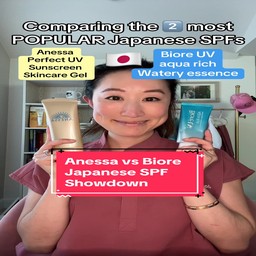 Comparing the 2 most
POPULAR Japanese SPFs
Anessa
Perfect UV
Sunscreen
Skincare Gel
Biore UV
aqua rich
Watery essence
Anessa vs Biore
Japanese SPF
Showdown